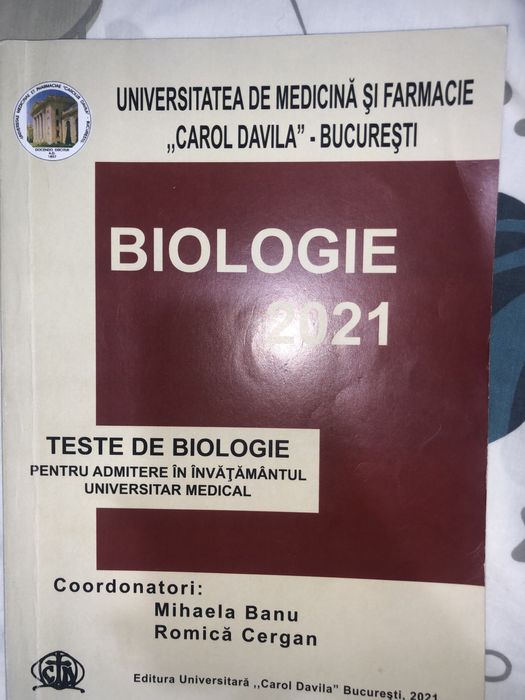 UNIVERSITATEA DE MEDICINĂ ŞI FARMACIE
,,CAROL DAVILA” - BUCUREŞTI
BIOLOGIE
2021
TESTE DE BIOLOGIE
PENTRU ADMITERE ÎN ÎNVĂŢĂMÂNTUL
UNIVERSITAR MEDICAL
Coordonatori:
Mihaela Banu
Romică Cergan
Editura Universitară ,,Carol Davila” Bucureşti, 2021